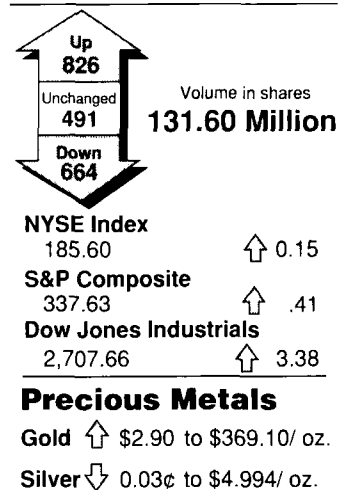 Up
826
Unchanged
491
Down
664
Volume in shares
131.60 Million
NYSE Index
185.60 0.15
S&P Composite
337.63 .41
Dow Jones Industrials
2,707.66 3.38
Precious Metals
Gold $2.90 to $369.10/ oz.
Silver 0.03¢ to $4.994/ oz.